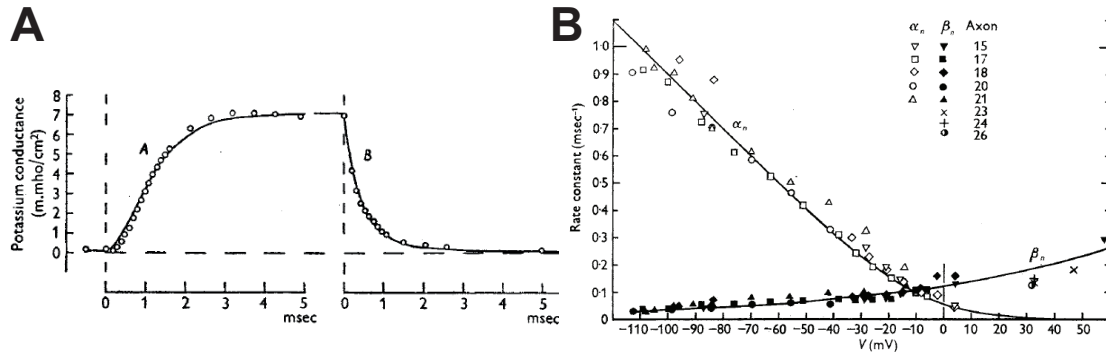 A
Potassium conductance
(m.mho/cm²)
8
7
6
5
4
3
2
1
0
A
B
0 1 2 3 4 5
msec
0 1 2 3 4 5
msec
B
Rate constant (msec⁻¹)
1·0
0·9
0·8
0·7
0·6
0·5
0·4
0·3
0·2
0·1
0
αₙ βₙ Axon
15
17
18
20
21
23
24
26
αₙ
βₙ
−110 −100 −90 −80 −70 −60 −50 −40 −30 −20 −10 0 10 20 30 40 50
V (mV)